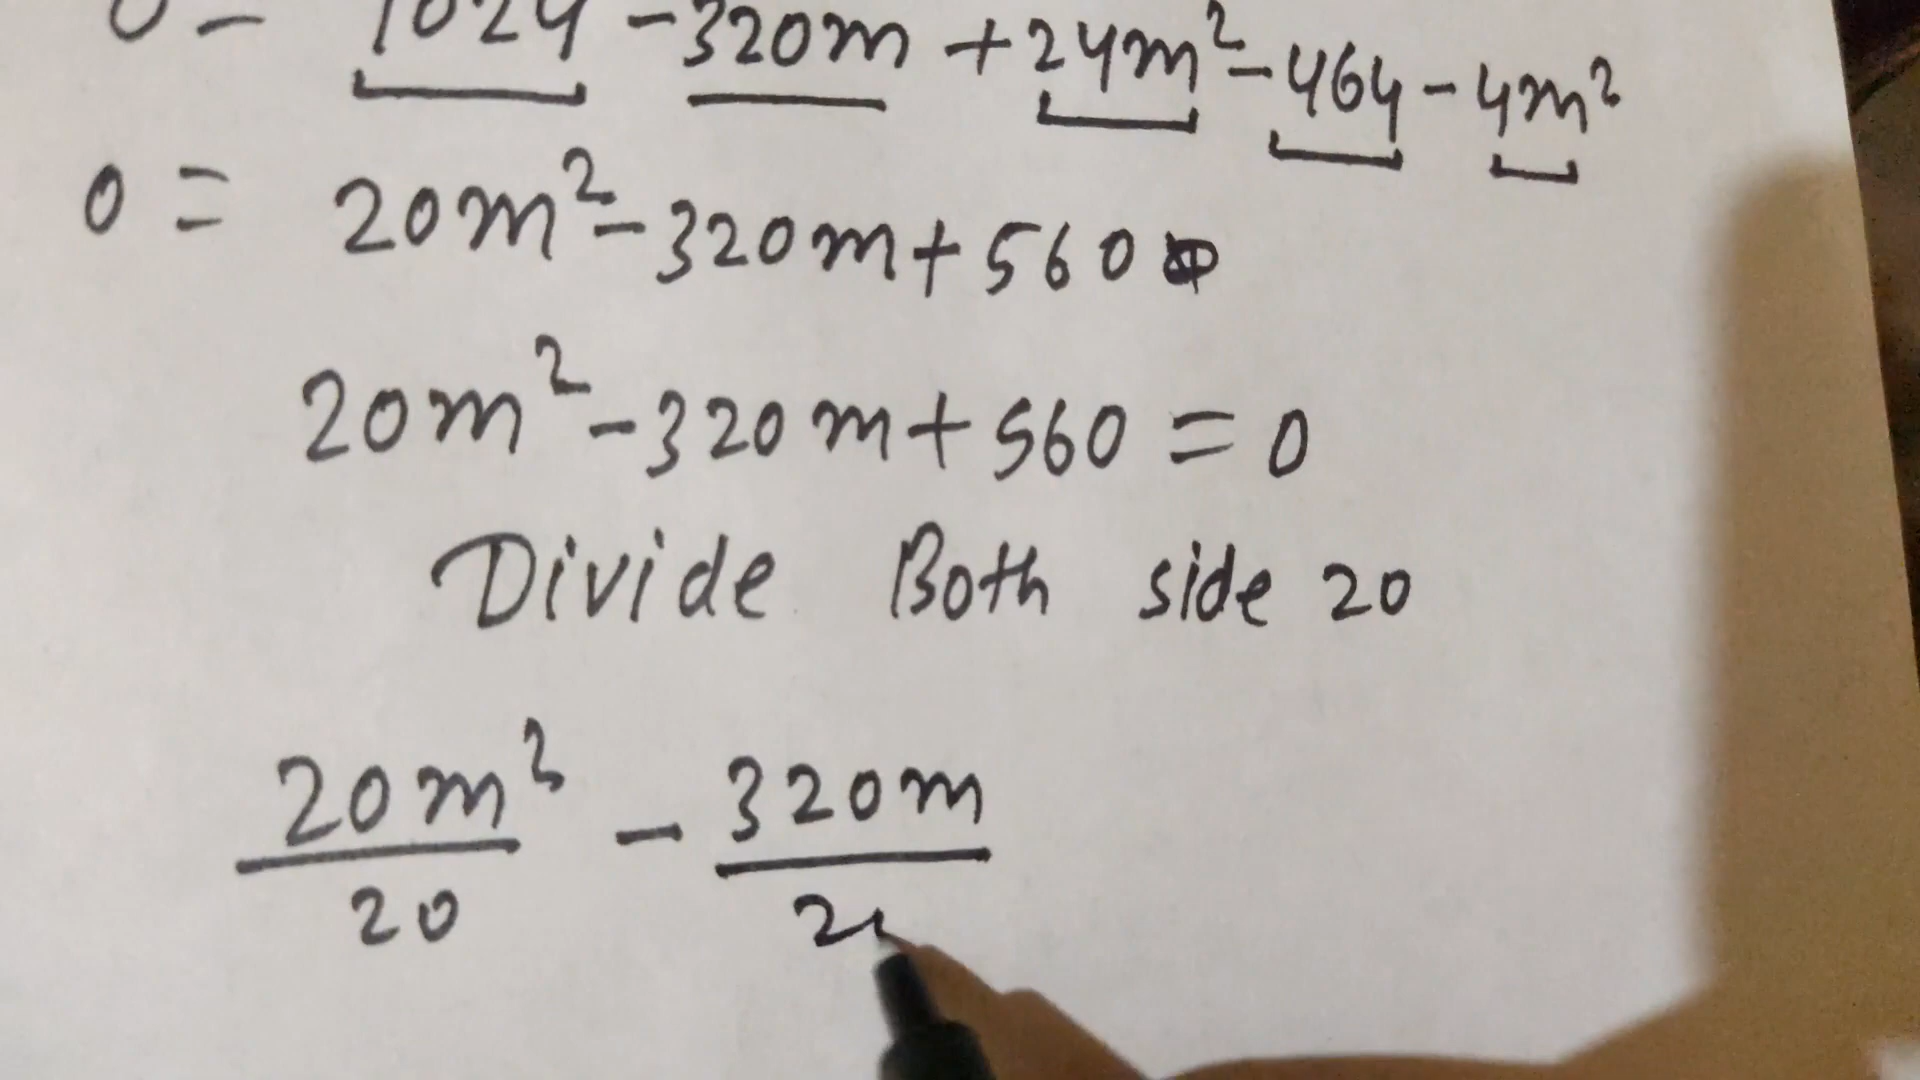 0 = 1024 - 320m + 24m² - 464 - 4m²
0 = 20m² - 320m + 560
20m² - 320m + 560 = 0
Divide Both side 20
20m² / 20 - 320m / 2